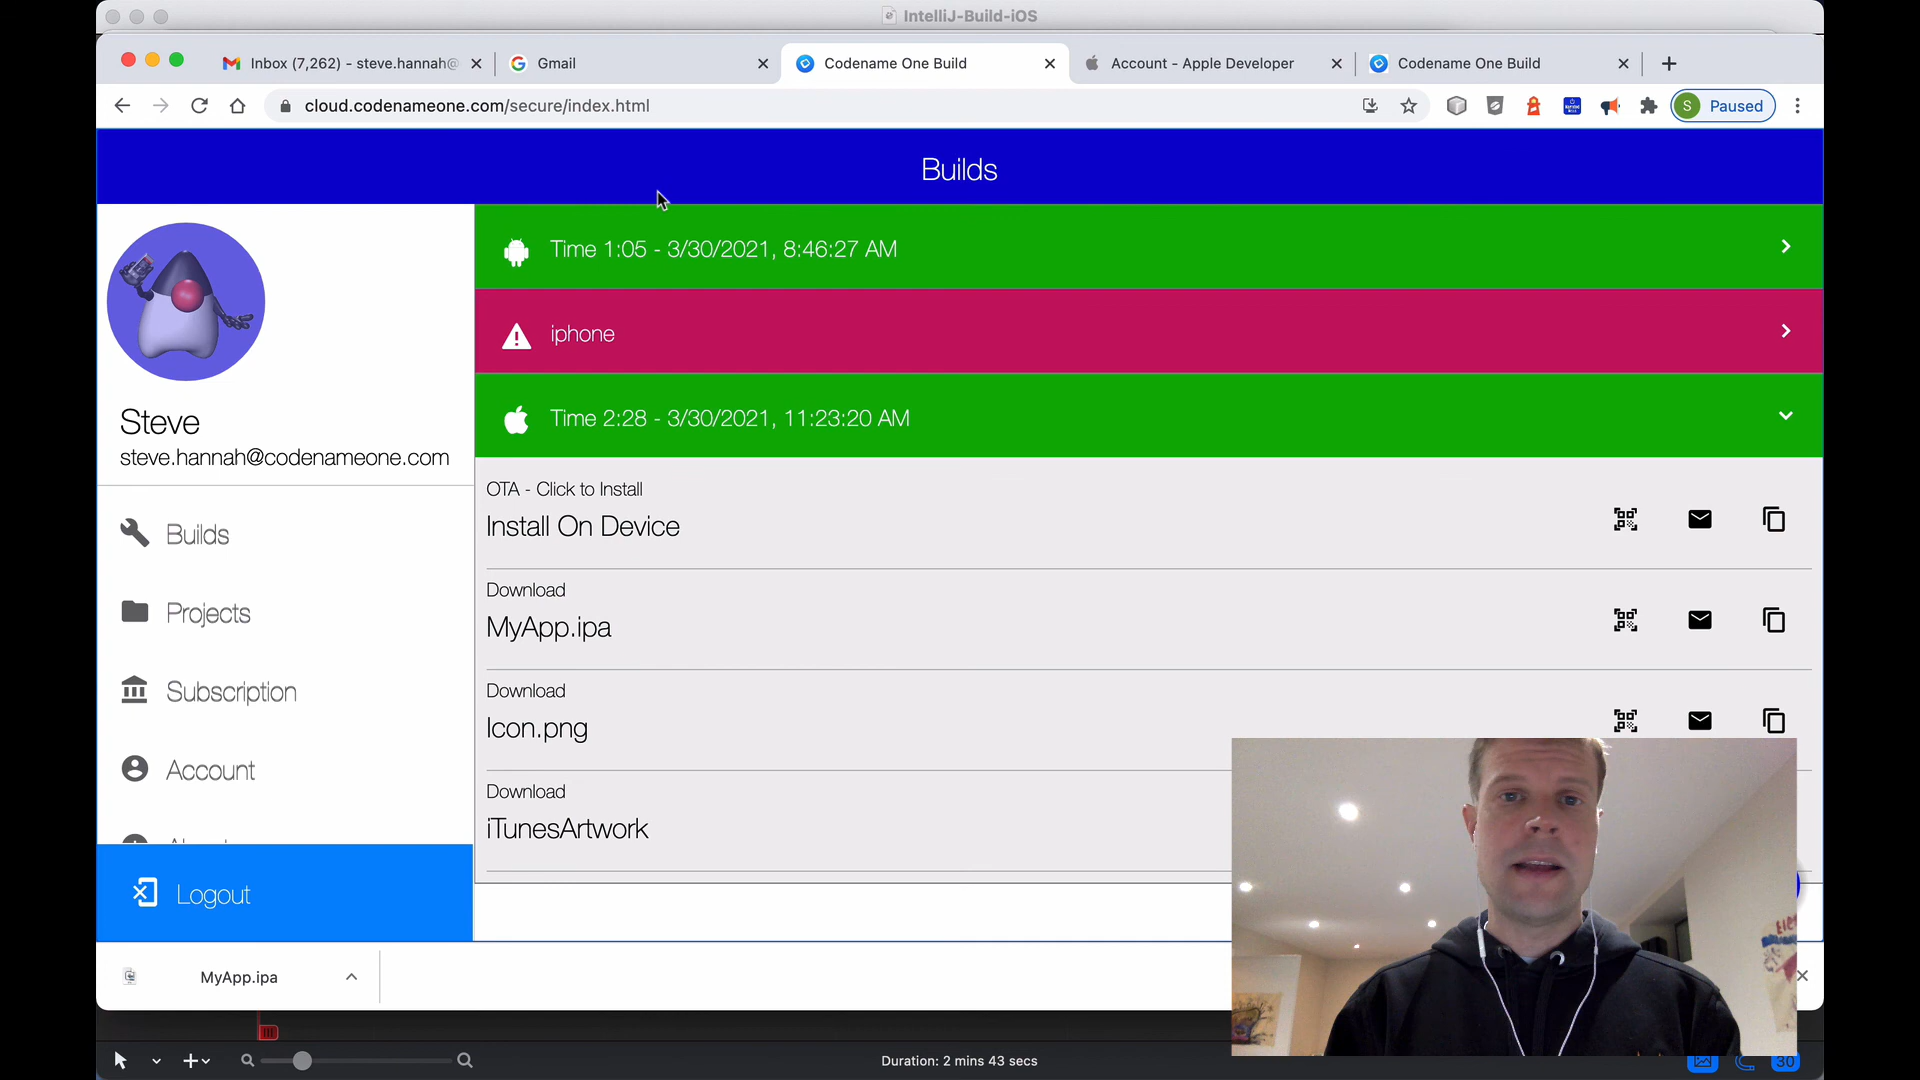 IntelliJ-Build-iOS
Inbox (7,262) - steve.hannah@
Gmail
Codename One Build
Account - Apple Developer
Codename One Build
cloud.codenameone.com/secure/index.html
S
Paused
Builds
Time 1:05 - 3/30/2021, 8:46:27 AM
iphone
Time 2:28 - 3/30/2021, 11:23:20 AM
Steve
steve.hannah@codenameone.com
Builds
Projects
Subscription
Account
Logout
OTA - Click to Install
Install On Device
Download
MyApp.ipa
Download
Icon.png
Download
iTunesArtwork
MyApp.ipa
Duration: 2 mins 43 secs
30